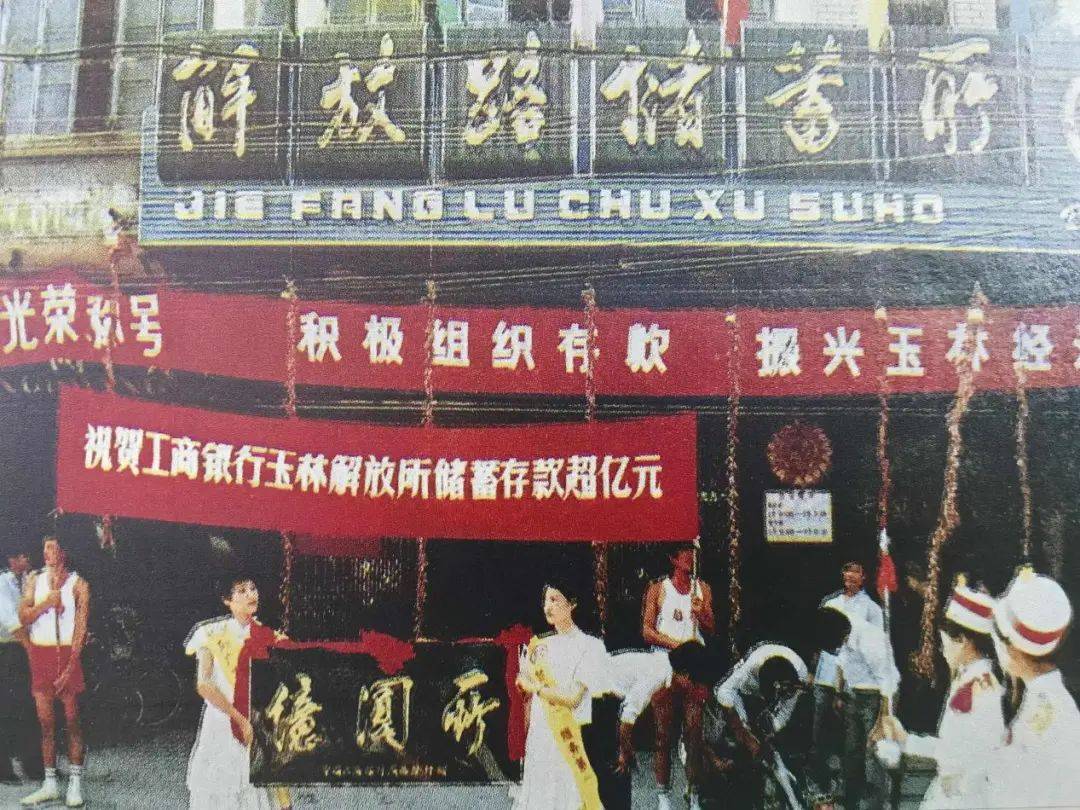 解放路储蓄所
JIE FANG LU CHU XU SUHO
光荣称号 积极组织存款 振兴玉林经
祝贺工商银行玉林解放所储蓄存款超亿元
億圆所